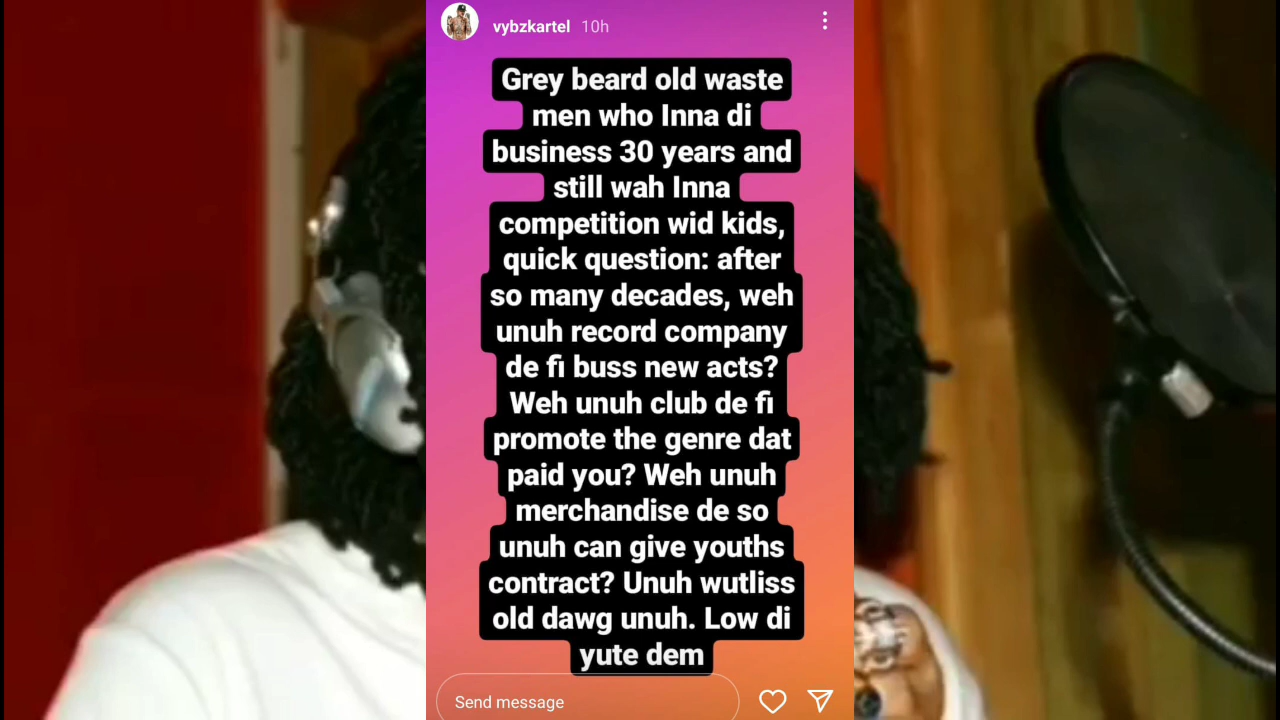 vybzkartel 10h
Grey beard old waste
men who Inna di
business 30 years and
still wah Inna
competition wid kids,
quick question: after
so many decades, weh
unuh record company
de fi buss new acts?
Weh unuh club de fi
promote the genre dat
paid you? Weh unuh
merchandise de so
unuh can give youths
contract? Unuh wutliss
old dawg unuh. Low di
yute dem
Send message